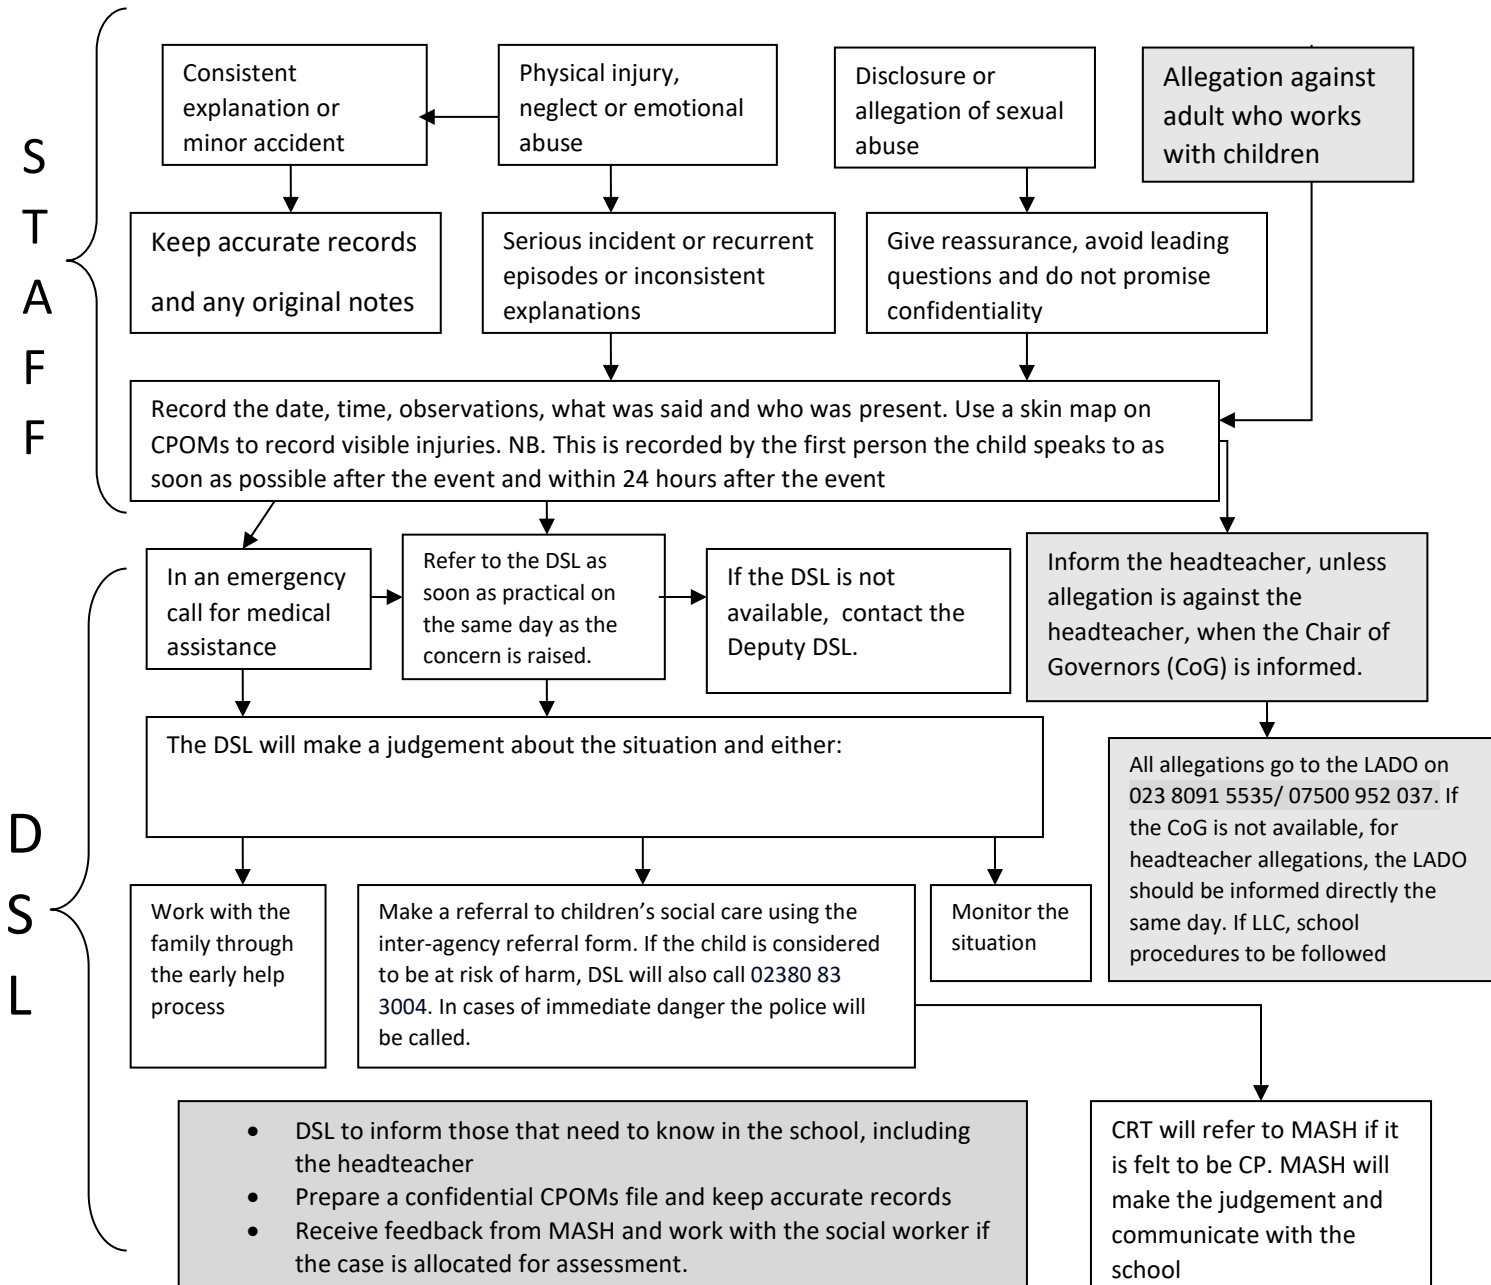 S
T
A
F
F
Consistent
explanation or
minor accident
Physical injury,
neglect or emotional
abuse
Disclosure or
allegation of sexual
abuse
Allegation against
adult who works
with children
Keep accurate records
and any original notes
Serious incident or recurrent
episodes or inconsistent
explanations
Give reassurance, avoid leading
questions and do not promise
confidentiality
Record the date, time, observations, what was said and who was present. Use a skin map on
CPOMs to record visible injuries. NB. This is recorded by the first person the child speaks to as
soon as possible after the event and within 24 hours after the event
D
S
L
In an emergency
call for medical
assistance
Refer to the DSL as
soon as practical on
the same day as the
concern is raised.
If the DSL is not
available,  contact the
Deputy DSL.
Inform the headteacher, unless
allegation is against the
headteacher, when the Chair of
Governors (CoG) is informed.
The DSL will make a judgement about the situation and either:
All allegations go to the LADO on
023 8091 5535/ 07500 952 037. If
the CoG is not available, for
headteacher allegations, the LADO
should be informed directly the
same day. If LLC, school
procedures to be followed
Work with the
family through
the early help
process
Make a referral to children’s social care using the
inter-agency referral form. If the child is considered
to be at risk of harm, DSL will also call 02380 83
3004. In cases of immediate danger the police will
be called.
Monitor the
situation
• DSL to inform those that need to know in the school, including
the headteacher
• Prepare a confidential CPOMs file and keep accurate records
• Receive feedback from MASH and work with the social worker if
the case is allocated for assessment.
CRT will refer to MASH if it
is felt to be CP. MASH will
make the judgement and
communicate with the
school